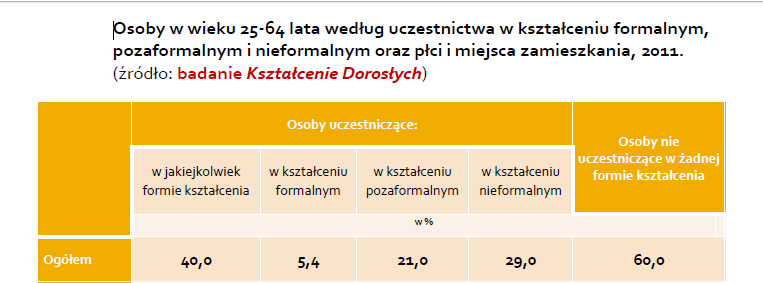 Osoby w wieku 25-64 lata według uczestnictwa w kształceniu formalnym,
pozaformalnym i nieformalnym oraz płci i miejsca zamieszkania, 2011.
(źródło: badanie Kształcenie Dorosłych)
Osoby uczestniczące:
Osoby nie
uczestniczące w żadnej
formie kształcenia
w jakiejkolwiek
formie kształcenia
w kształceniu
formalnym
w kształceniu
pozaformalnym
w kształceniu
nieformalnym
w %
Ogółem 40,0 5,4 21,0 29,0 60,0